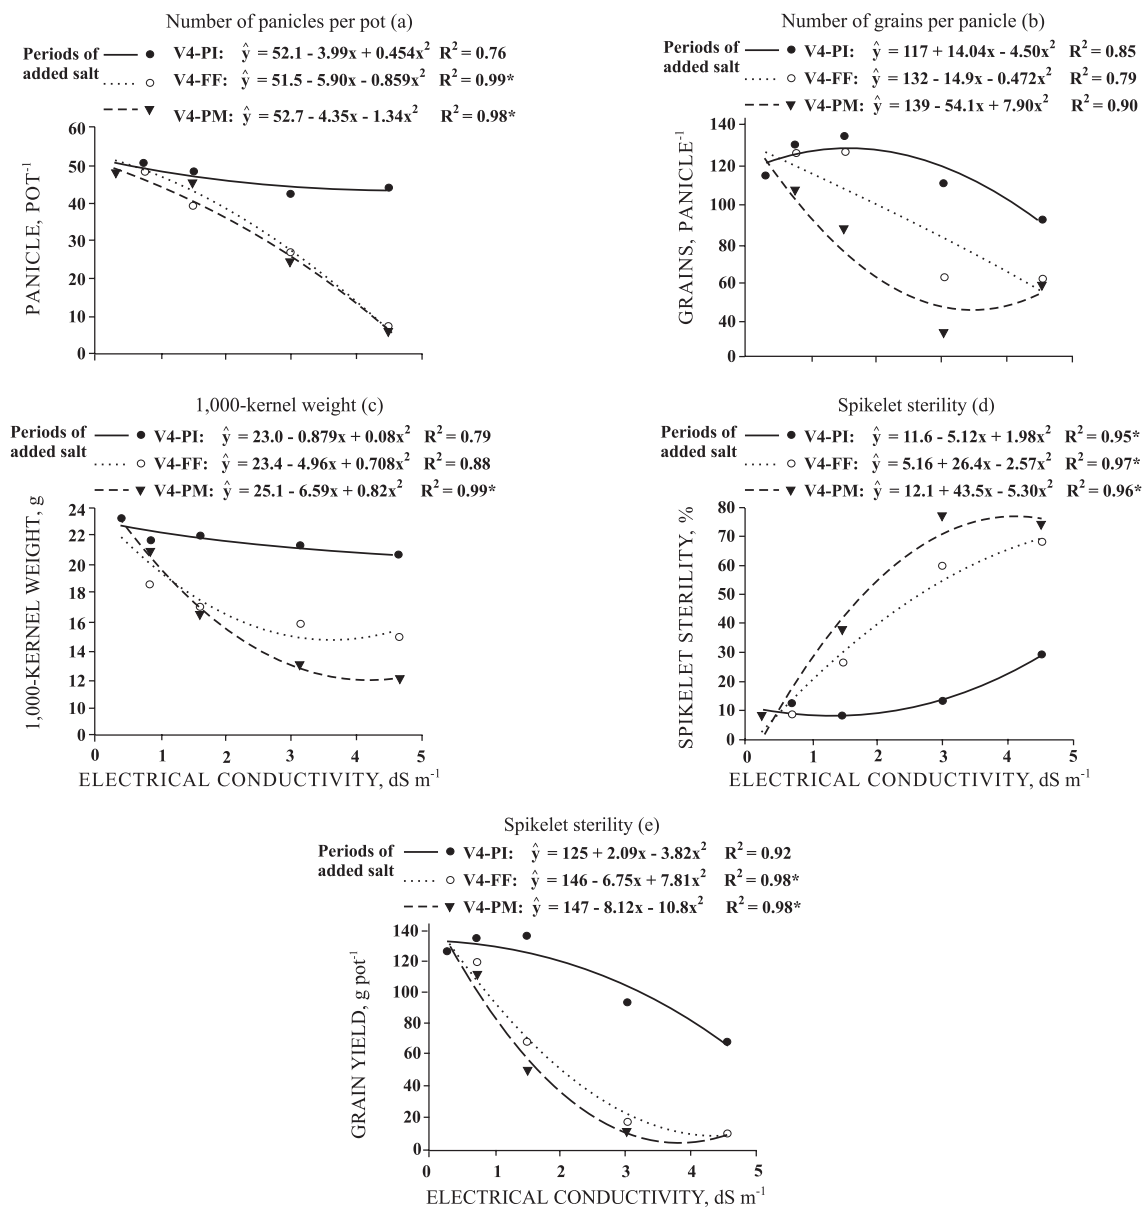 Number of panicles per pot (a)
Periods of added salt
V4-PI: ŷ = 52.1 - 3.99x + 0.454x² R² = 0.76
V4-FF: ŷ = 51.5 - 5.90x - 0.859x² R² = 0.99*
V4-PM: ŷ = 52.7 - 4.35x - 1.34x² R² = 0.98*
PANICLE, POT⁻¹
60
50
40
30
20
10
0
Number of grains per panicle (b)
Periods of added salt
V4-PI: ŷ = 117 + 14.04x - 4.50x² R² = 0.85
V4-FF: ŷ = 132 - 14.9x - 0.472x² R² = 0.79
V4-PM: ŷ = 139 - 54.1x + 7.90x² R² = 0.90
GRAINS, PANICLE⁻¹
140
120
100
80
60
40
0
1,000-kernel weight (c)
Periods of added salt
V4-PI: ŷ = 23.0 - 0.879x + 0.08x² R² = 0.79
V4-FF: ŷ = 23.4 - 4.96x + 0.708x² R² = 0.88
V4-PM: ŷ = 25.1 - 6.59x + 0.82x² R² = 0.99*
1,000-KERNEL WEIGHT, g
24
22
20
18
16
14
12
10
0
0 1 2 3 4 5
ELECTRICAL CONDUCTIVITY, dS m⁻¹
Spikelet sterility (d)
Periods of added salt
V4-PI: ŷ = 11.6 - 5.12x + 1.98x² R² = 0.95*
V4-FF: ŷ = 5.16 + 26.4x - 2.57x² R² = 0.97*
V4-PM: ŷ = 12.1 + 43.5x - 5.30x² R² = 0.96*
SPIKELET STERILITY, %
80
70
60
50
40
30
20
10
0
0 1 2 3 4 5
ELECTRICAL CONDUCTIVITY, dS m⁻¹
Spikelet sterility (e)
Periods of added salt
V4-PI: ŷ = 125 + 2.09x - 3.82x² R² = 0.92
V4-FF: ŷ = 146 - 6.75x + 7.81x² R² = 0.98*
V4-PM: ŷ = 147 - 8.12x - 10.8x² R² = 0.98*
GRAIN YIELD, g pot⁻¹
140
120
100
80
60
40
20
0
0 1 2 3 4 5
ELECTRICAL CONDUCTIVITY, dS m⁻¹